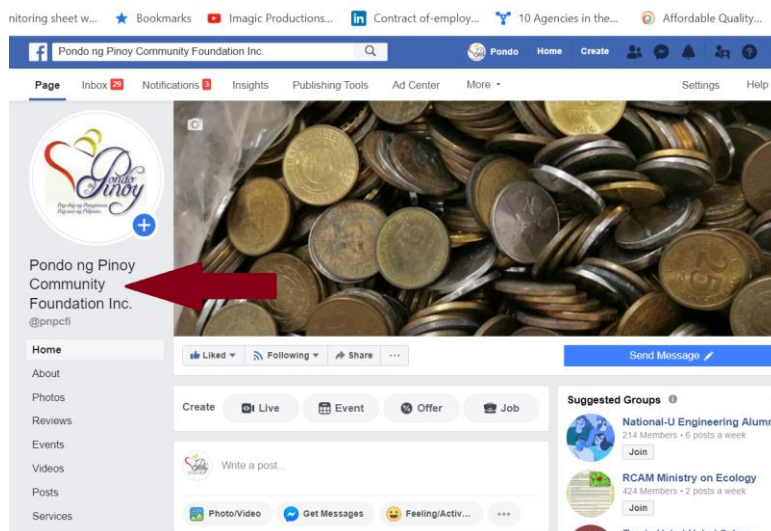 nitoring sheet w... Bookmarks Imagic Productions... Contract of-employ... 10 Agencies in the... Affordable Quality...
Pondo ng Pinoy Community Foundation Inc. Pondo Home Create
Page Inbox 29 Notifications 3 Insights Publishing Tools Ad Center More Settings Help
Pondo
ng
Pinoy
Pondo ng Pinoy
Community
Foundation Inc.
@pnpcfi
Home
About
Photos
Reviews
Events
Videos
Posts
Services
Liked Following Share ... Send Message
Create Live Event Offer Job
Write a post...
Photo/Video Get Messages Feeling/Activ... ...
Suggested Groups
National-U Engineering Alumn
214 Members • 6 posts a week
Join
RCAM Ministry on Ecology
424 Members • 2 posts a week
Join